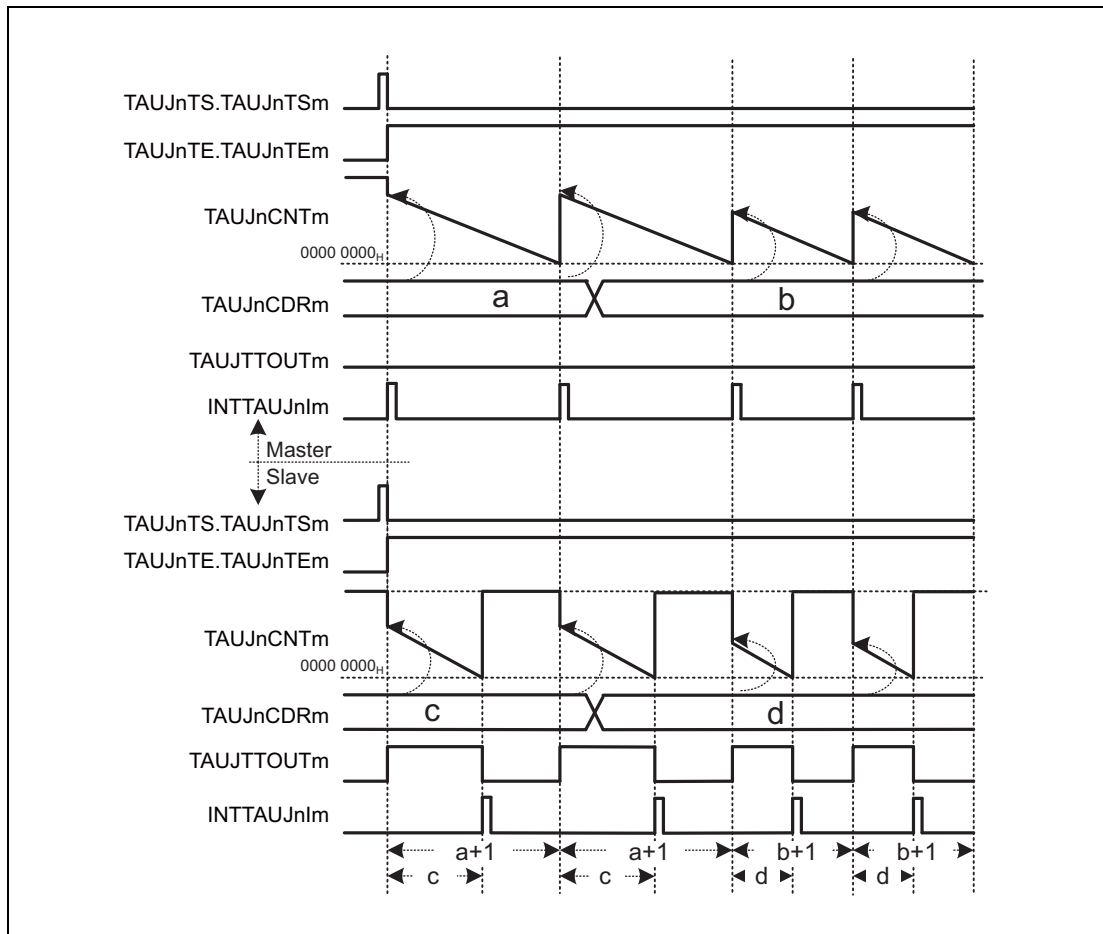 TAUJnTS.TAUJnTSm
TAUJnTE.TAUJnTEm
TAUJnCNTm
0000 0000H
TAUJnCDRm
a
b
TAUJTTOUTm
INTTAUJnIm
Master
Slave
TAUJnTS.TAUJnTSm
TAUJnTE.TAUJnTEm
TAUJnCNTm
0000 0000H
TAUJnCDRm
c
d
TAUJTTOUTm
INTTAUJnIm
a+1 a+1 b+1 b+1
c c d d